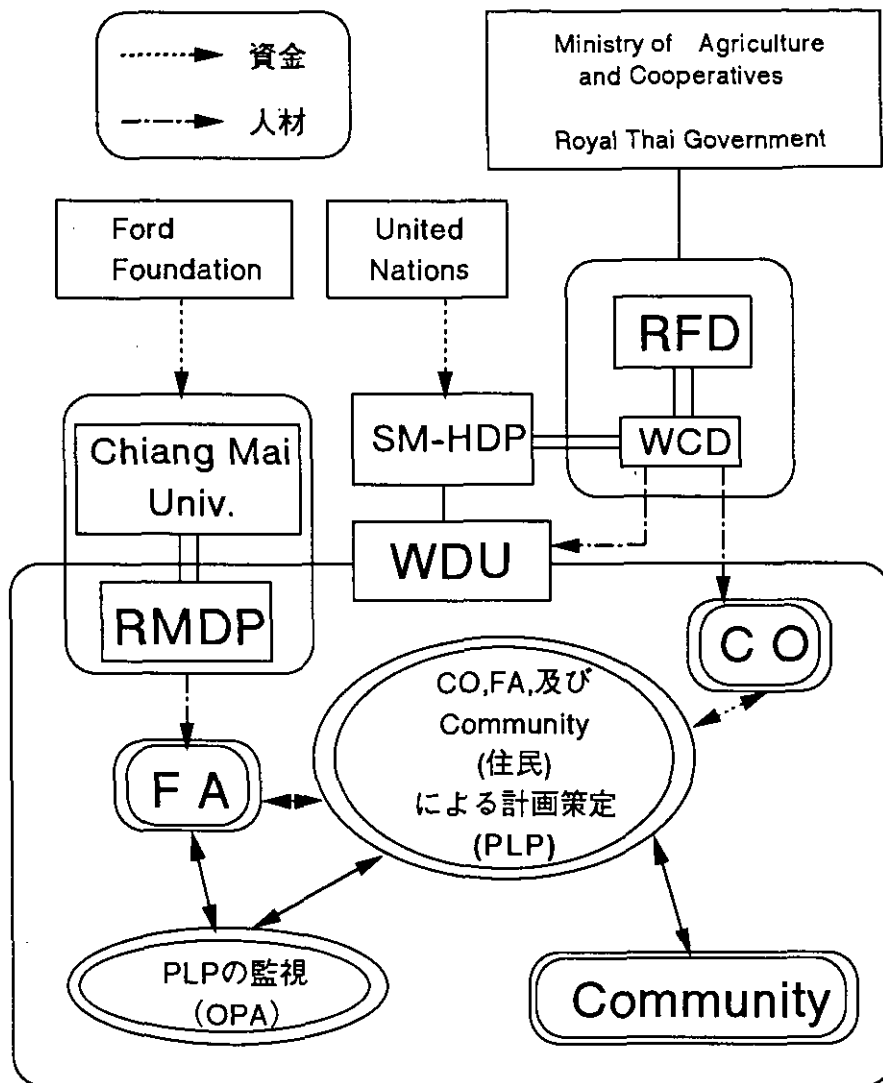 資金
人材
Ministry of Agriculture
and Cooperatives
Royal Thai Government
Ford
Foundation
United
Nations
RFD
WCD
SM-HDP
Chiang Mai
Univ.
WDU
RMDP
C O
CO,FA,及び
Community
(住民)
による計画策定
(PLP)
F A
PLPの監視
(OPA)
Community